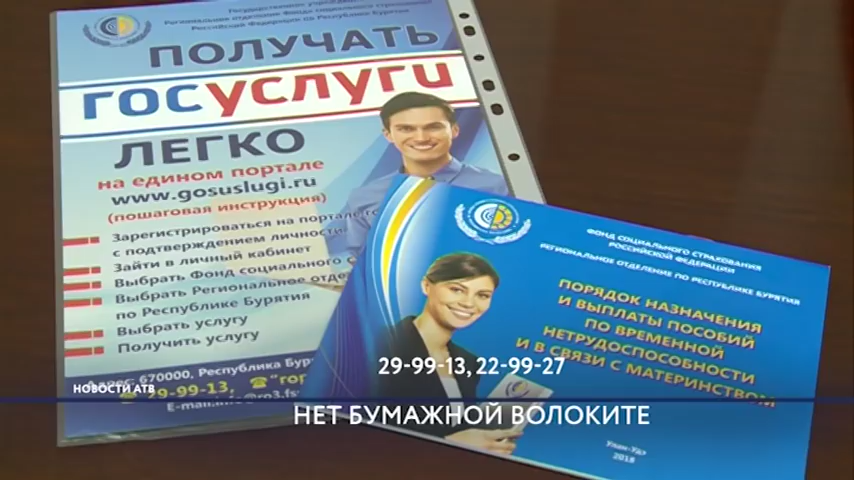 Государственное учреждение
Региональное отделение Фонда социального страхования
Российской Федерации по Республике Бурятия
ПОЛУЧАТЬ
ГОСУСЛУГИ
ЛЕГКО
на едином портале
www.gosuslugi.ru
(пошаговая инструкция)
Зарегистрироваться на портале
с подтверждением личности
Зайти в личный кабинет
Выбрать Фонд социального
Выбрать Региональное
по Республике Бурятия
Выбрать услугу
Получить услугу
Адрес: 670000, Республика
29-99-13,
E-mail:
ФОНД СОЦИАЛЬНОГО СТРАХОВАНИЯ
РОССИЙСКОЙ ФЕДЕРАЦИИ
РЕГИОНАЛЬНОЕ ОТДЕЛЕНИЕ ПО РЕСПУБЛИКЕ БУРЯТИЯ
ПОРЯДОК НАЗНАЧЕНИЯ
И ВЫПЛАТЫ ПОСОБИЙ
ПО ВРЕМЕННОЙ
НЕТРУДОСПОСОБНОСТИ
И В СВЯЗИ С МАТЕРИНСТВОМ
Улан-Удэ
2018
29-99-13, 22-99-27
НОВОСТИ АТВ
НЕТ БУМАЖНОЙ ВОЛОКИТЕ